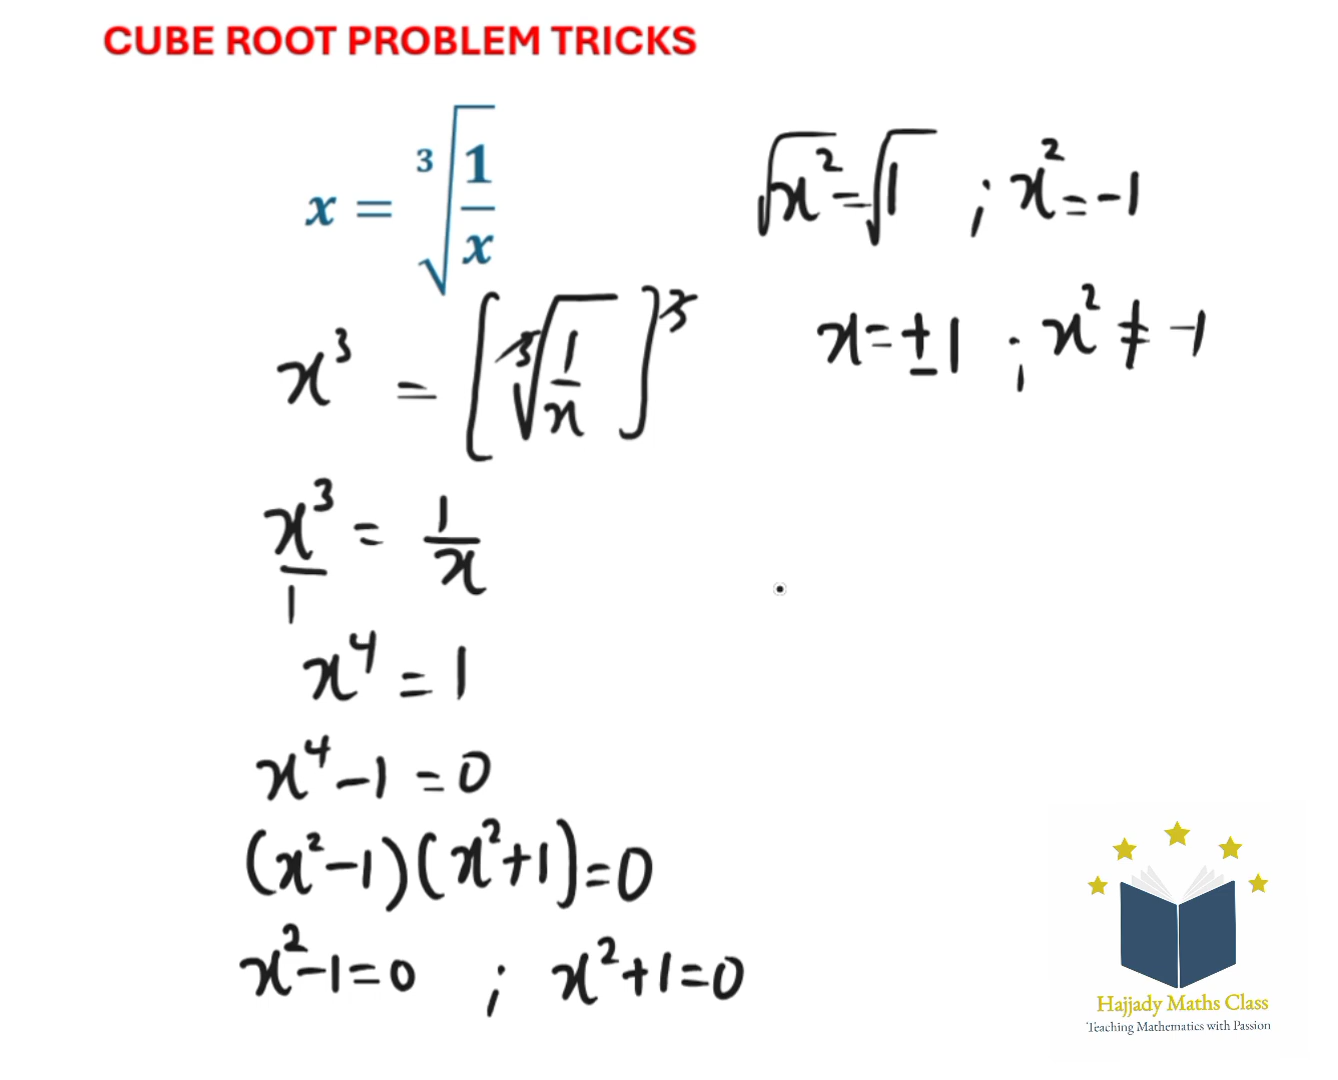 CUBE ROOT PROBLEM TRICKS
x = ∛(1/x)
x³ = [∛(1/x)]³
x³/1 = 1/x
x⁴ = 1
x⁴ - 1 = 0
(x² - 1)(x² + 1) = 0
x² - 1 = 0 ; x² + 1 = 0
√x² = √1 ; x² = -1
x = ±1 ; x² ≠ -1
Hajjady Maths Class
Teaching Mathematics with Passion